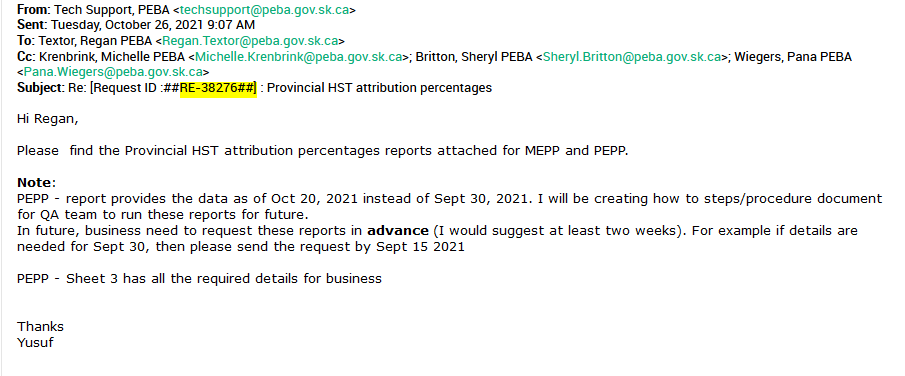 From: Tech Support, PEBA <techsupport@peba.gov.sk.ca>
Sent: Tuesday, October 26, 2021 9:07 AM
To: Textor, Regan PEBA <Regan.Textor@peba.gov.sk.ca>
Cc: Krenbrink, Michelle PEBA <Michelle.Krenbrink@peba.gov.sk.ca>; Britton, Sheryl PEBA <Sheryl.Britton@peba.gov.sk.ca>; Wiegers, Pana PEBA
<Pana.Wiegers@peba.gov.sk.ca>
Subject: Re: [Request ID :##RE-38276##] : Provincial HST attribution percentages
Hi Regan,
Please  find the Provincial HST attribution percentages reports attached for MEPP and PEPP.
Note:
PEPP - report provides the data as of Oct 20, 2021 instead of Sept 30, 2021. I will be creating how to steps/procedure document
for QA team to run these reports for future.
In future, business need to request these reports in advance (I would suggest at least two weeks). For example if details are
needed for Sept 30, then please send the request by Sept 15 2021
PEPP - Sheet 3 has all the required details for business
Thanks
Yusuf